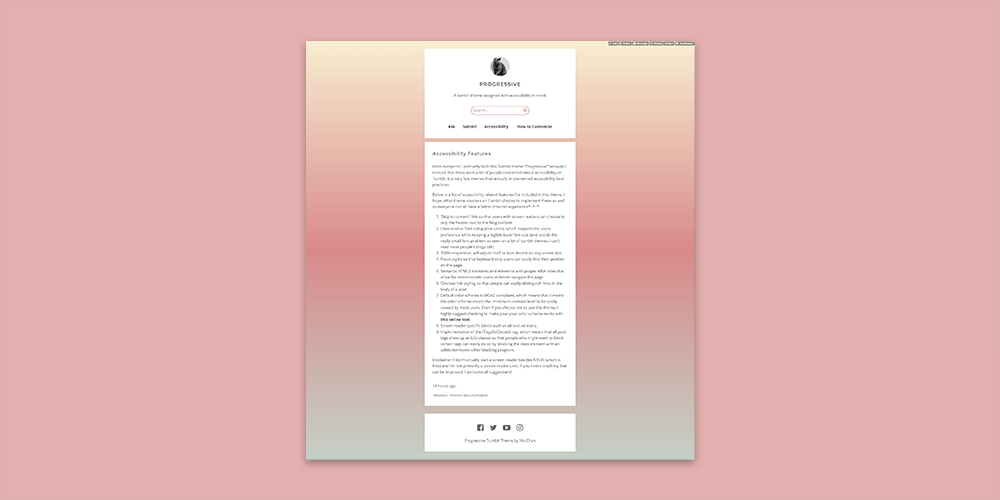 PROGRESSIVE
A tumblr theme designed with accessibility in mind.
Search...
Ask Submit Accessibility How to Customize
Accessibility Features
Hello everyone! I primarily built this Tumblr theme "Progressive" because I
noticed that there were a lot of people concerned about accessibility on
Tumblr, but very few themes that actually implemented accessibility best
practices.
Below is a list of accessibility related features I've included in this theme. I
hope other theme creators on Tumblr choose to implement these as well
so everyone can all have a better internet experience
1. "Skip to content" link so that users with screen readers can choose to
skip the header text to the blog content
2. Uses relative font sizing (rem units), which respects the users
preference while keeping a legible base font size (and avoids the
really small font problem as seen on a lot of tumblr themes, I can't
read most people's blogs tbh)
3. 100% responsive, will adjust itself to look decent on any screen size.
4. Focus styles so that keyboard only users can easily find their position
on the page.
5. Semantic HTML5 elements and elements with proper ARIA roles that
allow for screen reader users to better navigate the page.
6. Obvious link styling so that people can easily distinguish links in the
body of a post.
7. Default color scheme is WCAG compliant, which means that it meets
the color scheme meets the minimum contrast level to be easily
viewed by most users. Even if you choose not to use this theme, I
highly suggest checking to make your your color scheme works with
this online tool.
8. Screen reader specific labels such as alt text on icons.
9. Implementation of the {TagsAsClasses} tag, which means that all post
tags show up as CSS classes so that people who might want to block
certain tags can easily do so by blocking the class element with an
adblocker/some other blocking program.
Disclaimer: I don't actually own a screen reader besides NVDA (which is
free) and I'm not primarily a screen reader user, if you notice anything that
can be improved, I welcome all suggestions!
18 hours ago
#themes #theme documentation
Progressive Tumblr Theme by Nic Chan